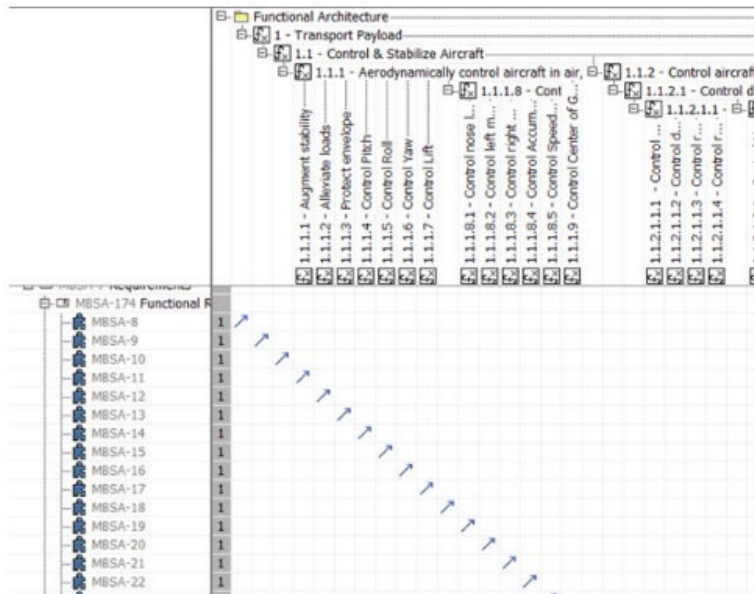 Functional Architecture
1 - Transport Payload
1.1 - Control & Stabilize Aircraft
1.1.1 - Aerodynamically control aircraft in air,
1.1.2 - Control aircraft
1.1.1.8 - Cont
1.1.2.1 - Control d
1.1.2.1.1 -
1.1.1.1 - Augment stability
1.1.1.2 - Alleviate loads
1.1.1.3 - Protect envelope
1.1.1.4 - Control Pitch
1.1.1.5 - Control Roll
1.1.1.6 - Control Yaw
1.1.1.7 - Control Lift
1.1.1.8.1 - Control nose l...
1.1.1.8.2 - Control left m...
1.1.1.8.3 - Control right ...
1.1.1.8.4 - Control Accum...
1.1.1.8.5 - Control Speed...
1.1.1.9 - Control Center of G...
1.1.2.1.1.1 - Control ...
1.1.2.1.1.2 - Control d...
1.1.2.1.1.3 - Control r...
1.1.2.1.1.4 - Control r...
MBSA-7 Requirements
MBSA-174 Functional R
MBSA-8 1
MBSA-9 1
MBSA-10 1
MBSA-11 1
MBSA-12 1
MBSA-13 1
MBSA-14 1
MBSA-15 1
MBSA-16 1
MBSA-17 1
MBSA-18 1
MBSA-19 1
MBSA-20 1
MBSA-21 1
MBSA-22 1